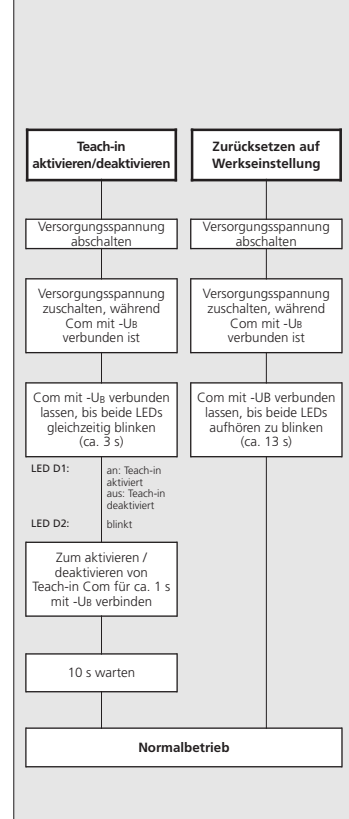 Teach-in
aktivieren/deaktivieren
Versorgungsspannung
abschalten
Versorgungsspannung
zuschalten, während
Com mit -UB
verbunden ist
Com mit -UB verbunden
lassen, bis beide LEDs
gleichzeitig blinken
(ca. 3 s)
LED D1: an: Teach-in
aktiviert
aus: Teach-in
deaktiviert
LED D2: blinkt
Zum aktivieren /
deaktivieren von
Teach-in Com für ca. 1 s
mit -UB verbinden
10 s warten
Zurücksetzen auf
Werkseinstellung
Versorgungsspannung
abschalten
Versorgungsspannung
zuschalten, während
Com mit -UB
verbunden ist
Com mit -UB verbunden
lassen, bis beide LEDs
aufhören zu blinken
(ca. 13 s)
Normalbetrieb